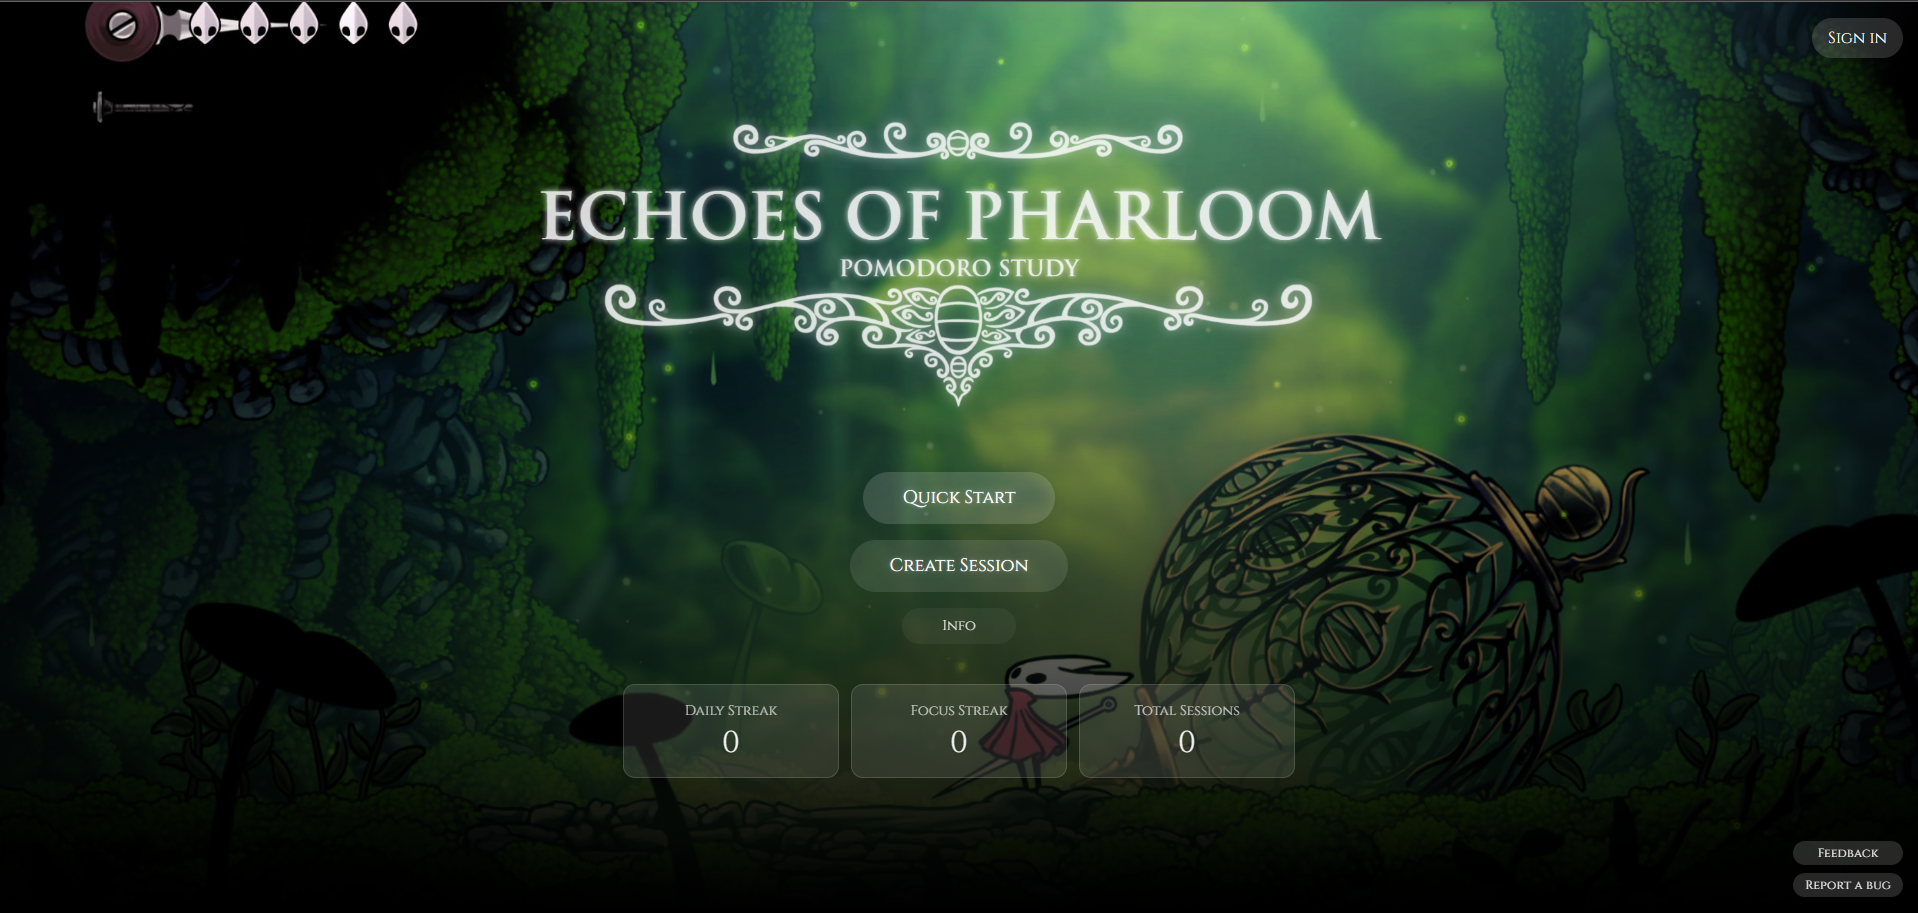 Sign in
ECHOES OF PHARLOOM
POMODORO STUDY
Quick Start
Create Session
Info
Daily Streak
0
Focus Streak
0
Total Sessions
0
Feedback
Report a bug